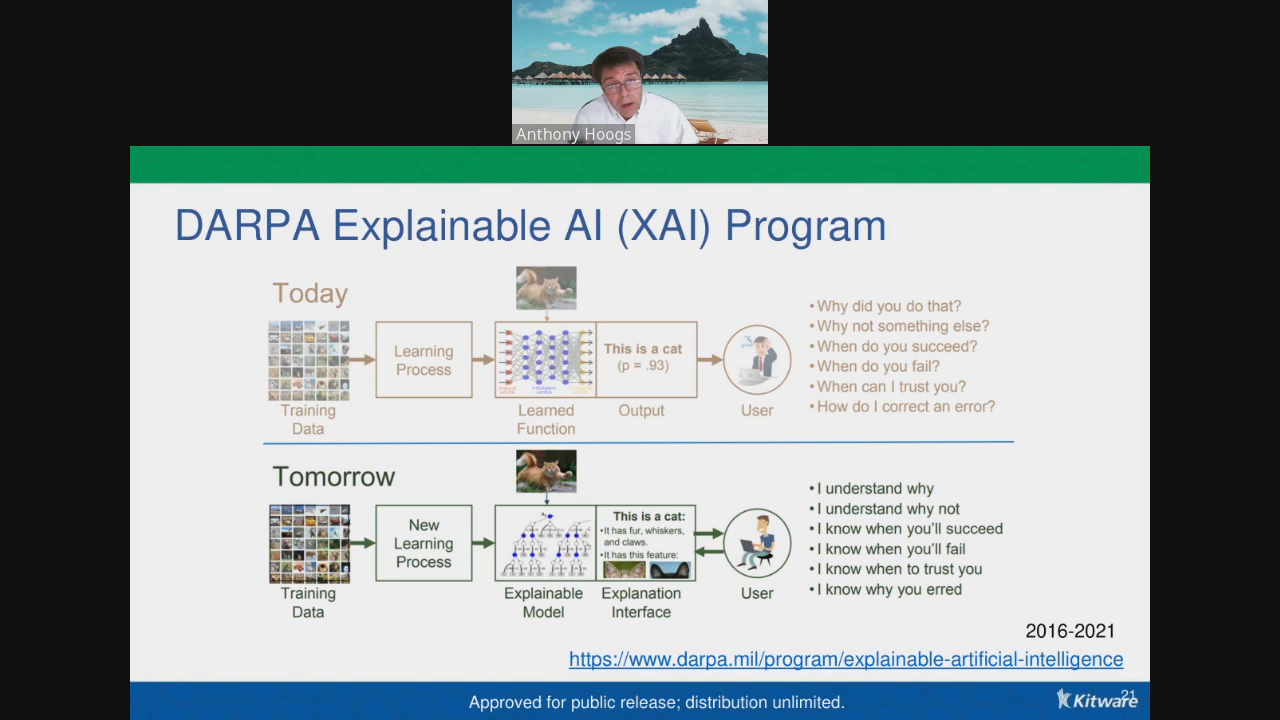 Anthony Hoogs
DARPA Explainable AI (XAI) Program
Today
Learning
Process
This is a cat
(p = .93)
Training
Data
Learned
Function
Output
User
• Why did you do that?
• Why not something else?
• When do you succeed?
• When do you fail?
• When can I trust you?
• How do I correct an error?
Tomorrow
New
Learning
Process
This is a cat:
• It has fur, whiskers,
and claws.
• It has this feature:
Training
Data
Explainable
Model
Explanation
Interface
User
• I understand why
• I understand why not
• I know when you'll succeed
• I know when you'll fail
• I know when to trust you
• I know why you erred
2016-2021
https://www.darpa.mil/program/explainable-artificial-intelligence
Approved for public release; distribution unlimited.
Kitware
21